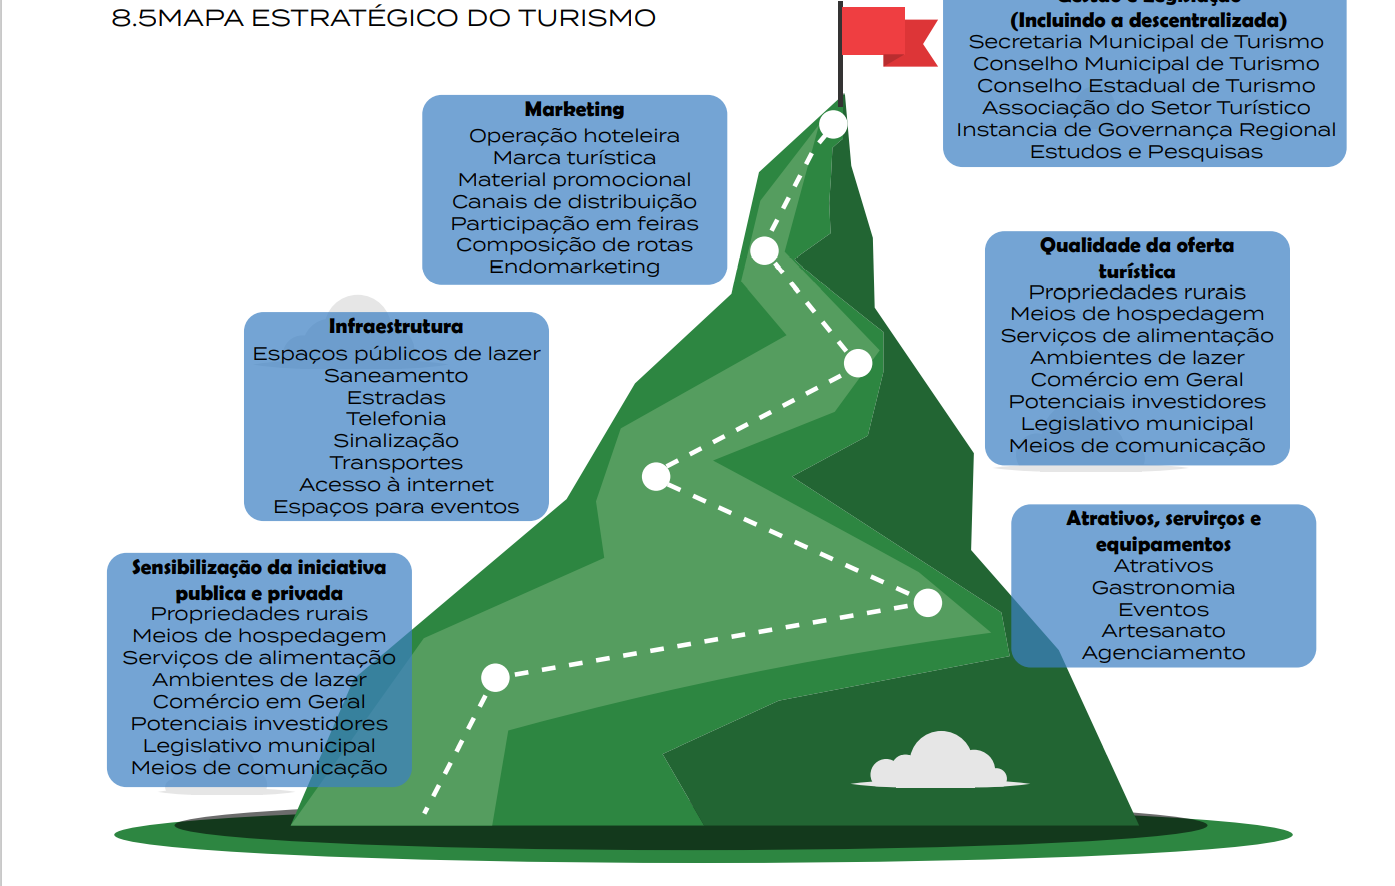 8.5MAPA ESTRATÉGICO DO TURISMO
Gestão e Legislação
(Incluindo a descentralizada)
Secretaria Municipal de Turismo
Conselho Municipal de Turismo
Conselho Estadual de Turismo
Associação do Setor Turístico
Instancia de Governança Regional
Estudos e Pesquisas
Marketing
Operação hoteleira
Marca turística
Material promocional
Canais de distribuição
Participação em feiras
Composição de rotas
Endomarketing
Qualidade da oferta
turística
Propriedades rurais
Meios de hospedagem
Serviços de alimentação
Ambientes de lazer
Comércio em Geral
Potenciais investidores
Legislativo municipal
Meios de comunicação
Infraestrutura
Espaços públicos de lazer
Saneamento
Estradas
Telefonia
Sinalização
Transportes
Acesso à internet
Espaços para eventos
Atrativos, servirços e
equipamentos
Atrativos
Gastronomia
Eventos
Artesanato
Agenciamento
Sensibilização da iniciativa
publica e privada
Propriedades rurais
Meios de hospedagem
Serviços de alimentação
Ambientes de lazer
Comércio em Geral
Potenciais investidores
Legislativo municipal
Meios de comunicação